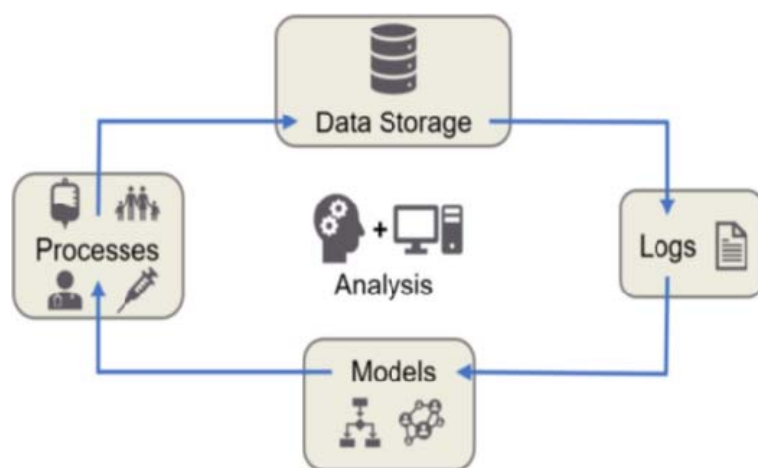 Data Storage
Processes
+
Analysis
Logs
Models